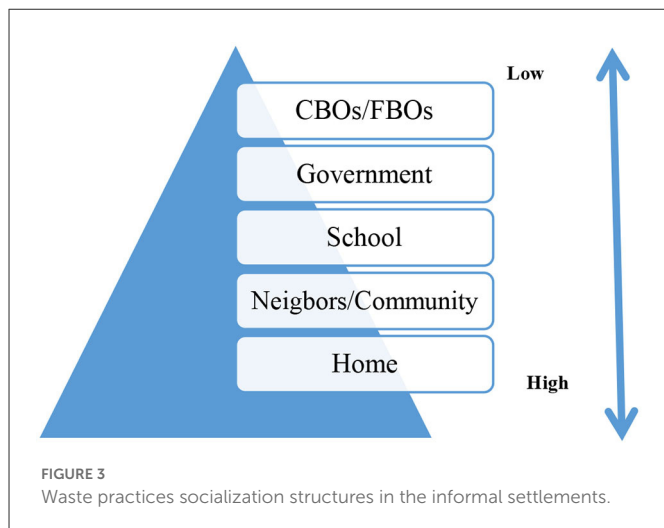 Low
CBOs/FBOs
Government
School
Neigbors/Community
Home
High
FIGURE 3
Waste practices socialization structures in the informal settlements.